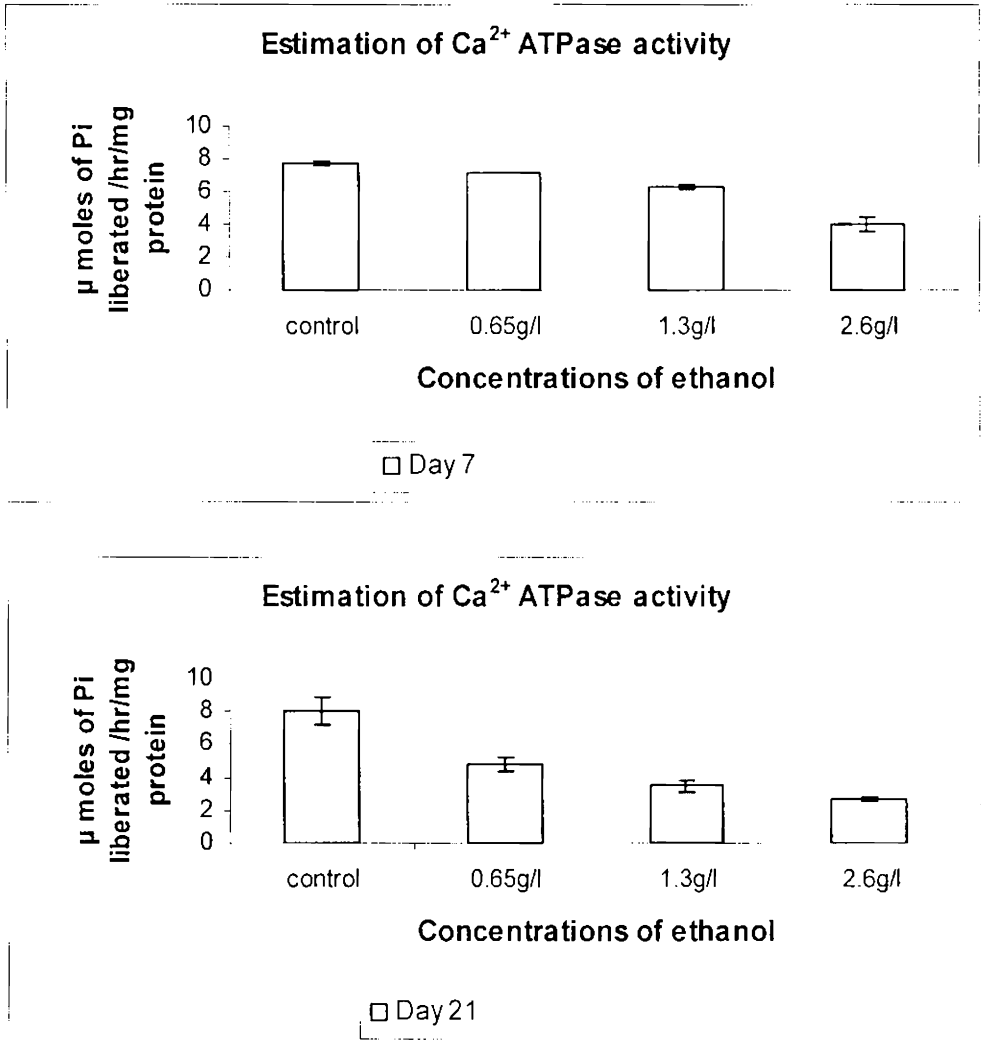 Estimation of Ca²⁺ ATPase activity
µ moles of Pi
liberated /hr/mg
protein
10
8
6
4
2
0
control 0.65g/l 1.3g/l 2.6g/l
Concentrations of ethanol
Day 7
Estimation of Ca²⁺ ATPase activity
µ moles of Pi
liberated /hr/mg
protein
10
8
6
4
2
0
control 0.65g/l 1.3g/l 2.6g/l
Concentrations of ethanol
Day 21